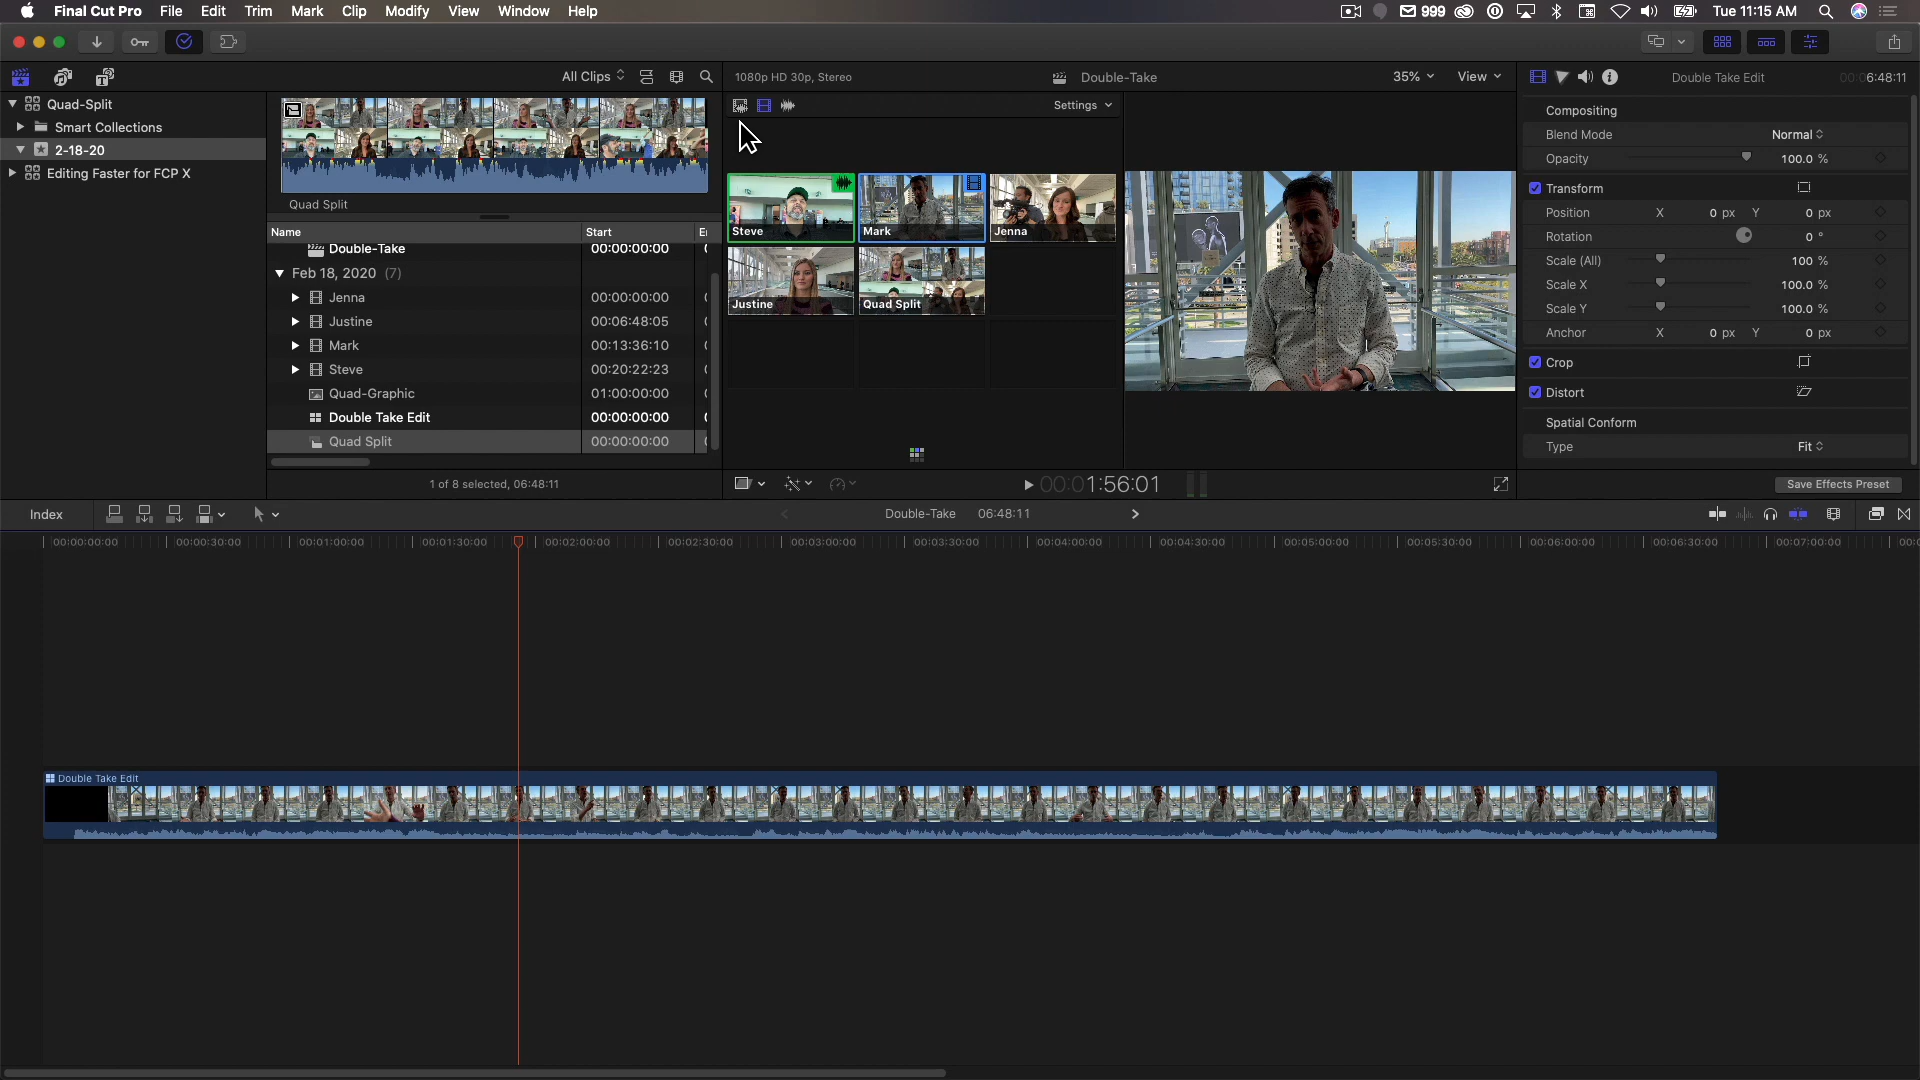 Final Cut Pro File Edit Trim Mark Clip Modify View Window Help 999 Tue 11:15 AM
All Clips 1080p HD 30p, Stereo Double-Take 35% View Double Take Edit 06:48:11
Quad-Split
Smart Collections
2-18-20
Editing Faster for FCP X
Quad Split
Name Start
Double-Take 00:00:00:00
Feb 18, 2020 (7)
Jenna 00:00:00:00
Justine 00:06:48:05
Mark 00:13:36:10
Steve 00:20:22:23
Quad-Graphic 01:00:00:00
Double Take Edit 00:00:00:00
Quad Split 00:00:00:00
1 of 8 selected, 06:48:11
Settings
Steve Mark Jenna
Justine Quad Split
00:01:56:01
Compositing
Blend Mode Normal
Opacity 100.0 %
Transform
Position X 0 px Y 0 px
Rotation 0 °
Scale (All) 100 %
Scale X 100.0 %
Scale Y 100.0 %
Anchor X 0 px Y 0 px
Crop
Distort
Spatial Conform
Type Fit
Save Effects Preset
Index Double-Take 06:48:11
00:00:00:00 00:00:30:00 00:01:00:00 00:01:30:00 00:02:00:00 00:02:30:00 00:03:00:00 00:03:30:00 00:04:00:00 00:04:30:00 00:05:00:00 00:05:30:00 00:06:00:00 00:06:30:00 00:07:00:00
Double Take Edit